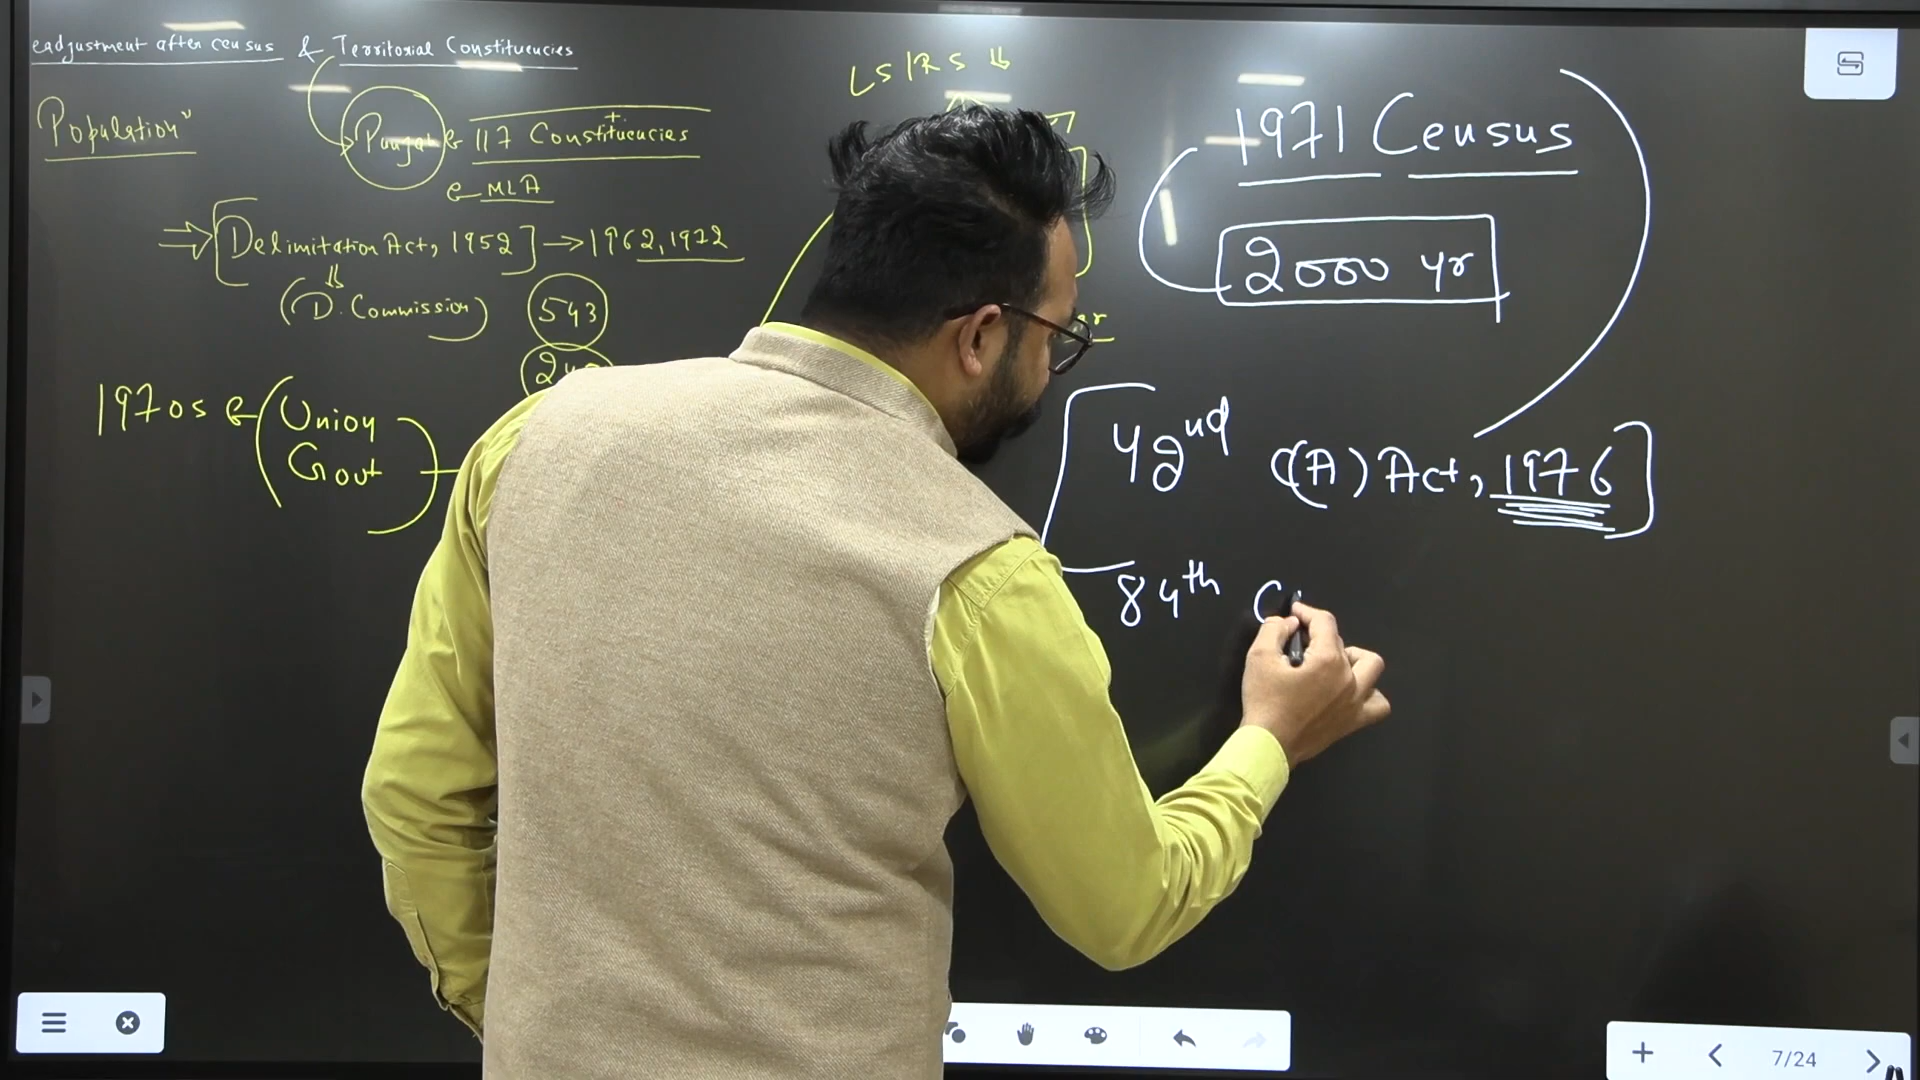 eadjustment after census & Territorial Constituencies
Population"
Punjab 117 Constituencies
MLA
Delimitation Act, 1952 → 1962, 1972
(D. Commission)
543
1970s
Union
Govt
LS/RS
1971 Census
2000 yr
42nd C(A) Act, 1976
84th C
7/24